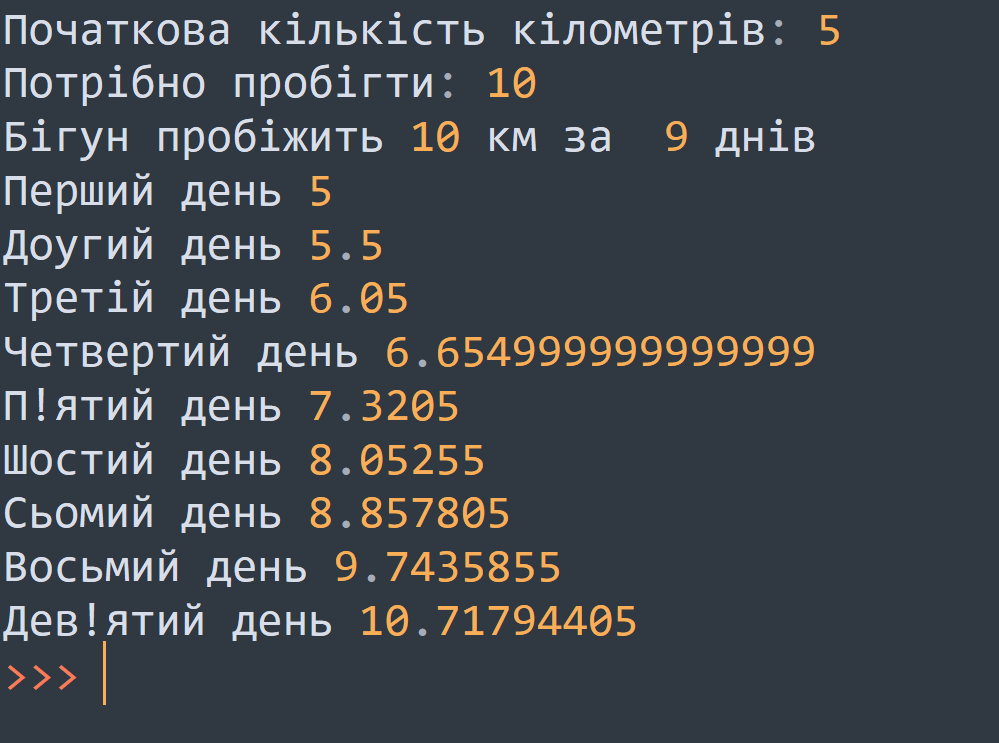 Початкова кількість кілометрів: 5
Потрібно пробігти: 10
Бігун пробіжить 10 км за  9 днів
Перший день 5
Доугий день 5.5
Третій день 6.05
Четвертий день 6.654999999999999
П!ятий день 7.3205
Шостий день 8.05255
Сьомий день 8.857805
Восьмий день 9.7435855
Дев!ятий день 10.71794405
>>>